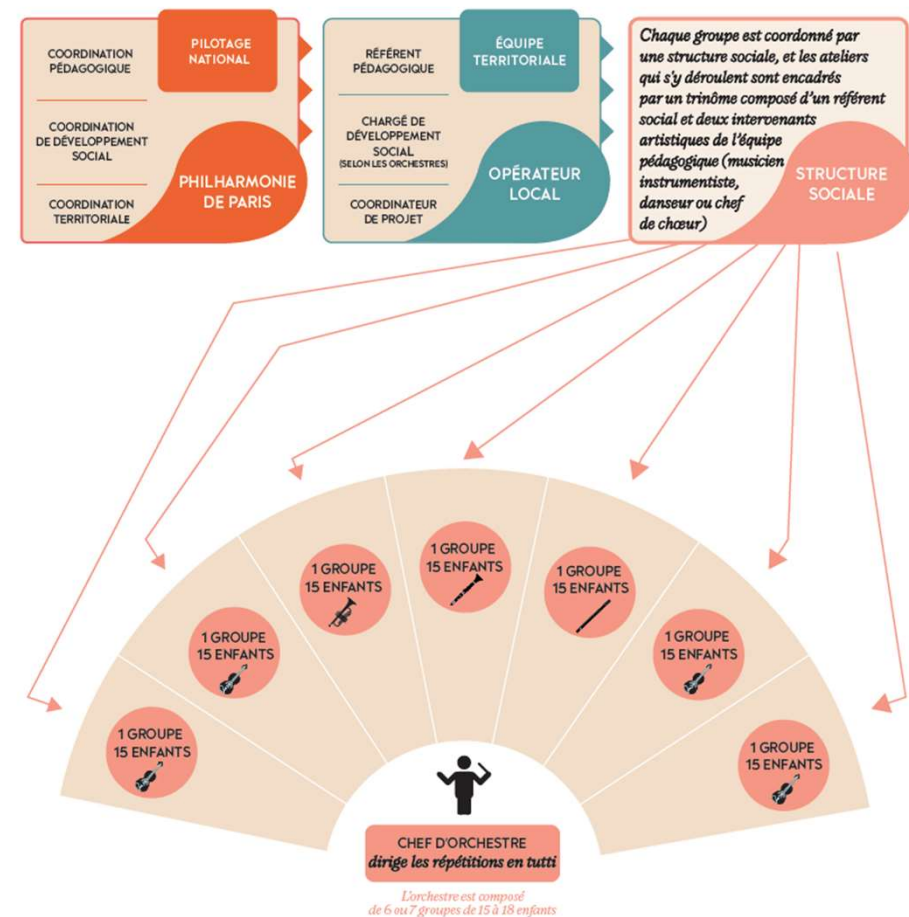 COORDINATION
PÉDAGOGIQUE
COORDINATION
DE DÉVELOPPEMENT
SOCIAL
COORDINATION
TERRITORIALE
PILOTAGE
NATIONAL
PHILHARMONIE
DE PARIS
RÉFÉRENT
PÉDAGOGIQUE
CHARGÉ DE
DÉVELOPPEMENT
SOCIAL
(SELON LES ORCHESTRES)
COORDINATEUR
DE PROJET
ÉQUIPE
TERRITORIALE
OPÉRATEUR
LOCAL
Chaque groupe est coordonné par
une structure sociale, et les ateliers
qui s'y déroulent sont encadrés
par un trinôme composé d'un référent
social et deux intervenants
artistiques de l'équipe
pédagogique (musicien
instrumentiste,
danseur ou chef
de chœur)
STRUCTURE
SOCIALE
1 GROUPE
15 ENFANTS
1 GROUPE
15 ENFANTS
1 GROUPE
15 ENFANTS
1 GROUPE
15 ENFANTS
1 GROUPE
15 ENFANTS
1 GROUPE
15 ENFANTS
1 GROUPE
15 ENFANTS
CHEF D'ORCHESTRE
dirige les répétitions en tutti
L'orchestre est composé
de 6 ou 7 groupes de 15 à 18 enfants